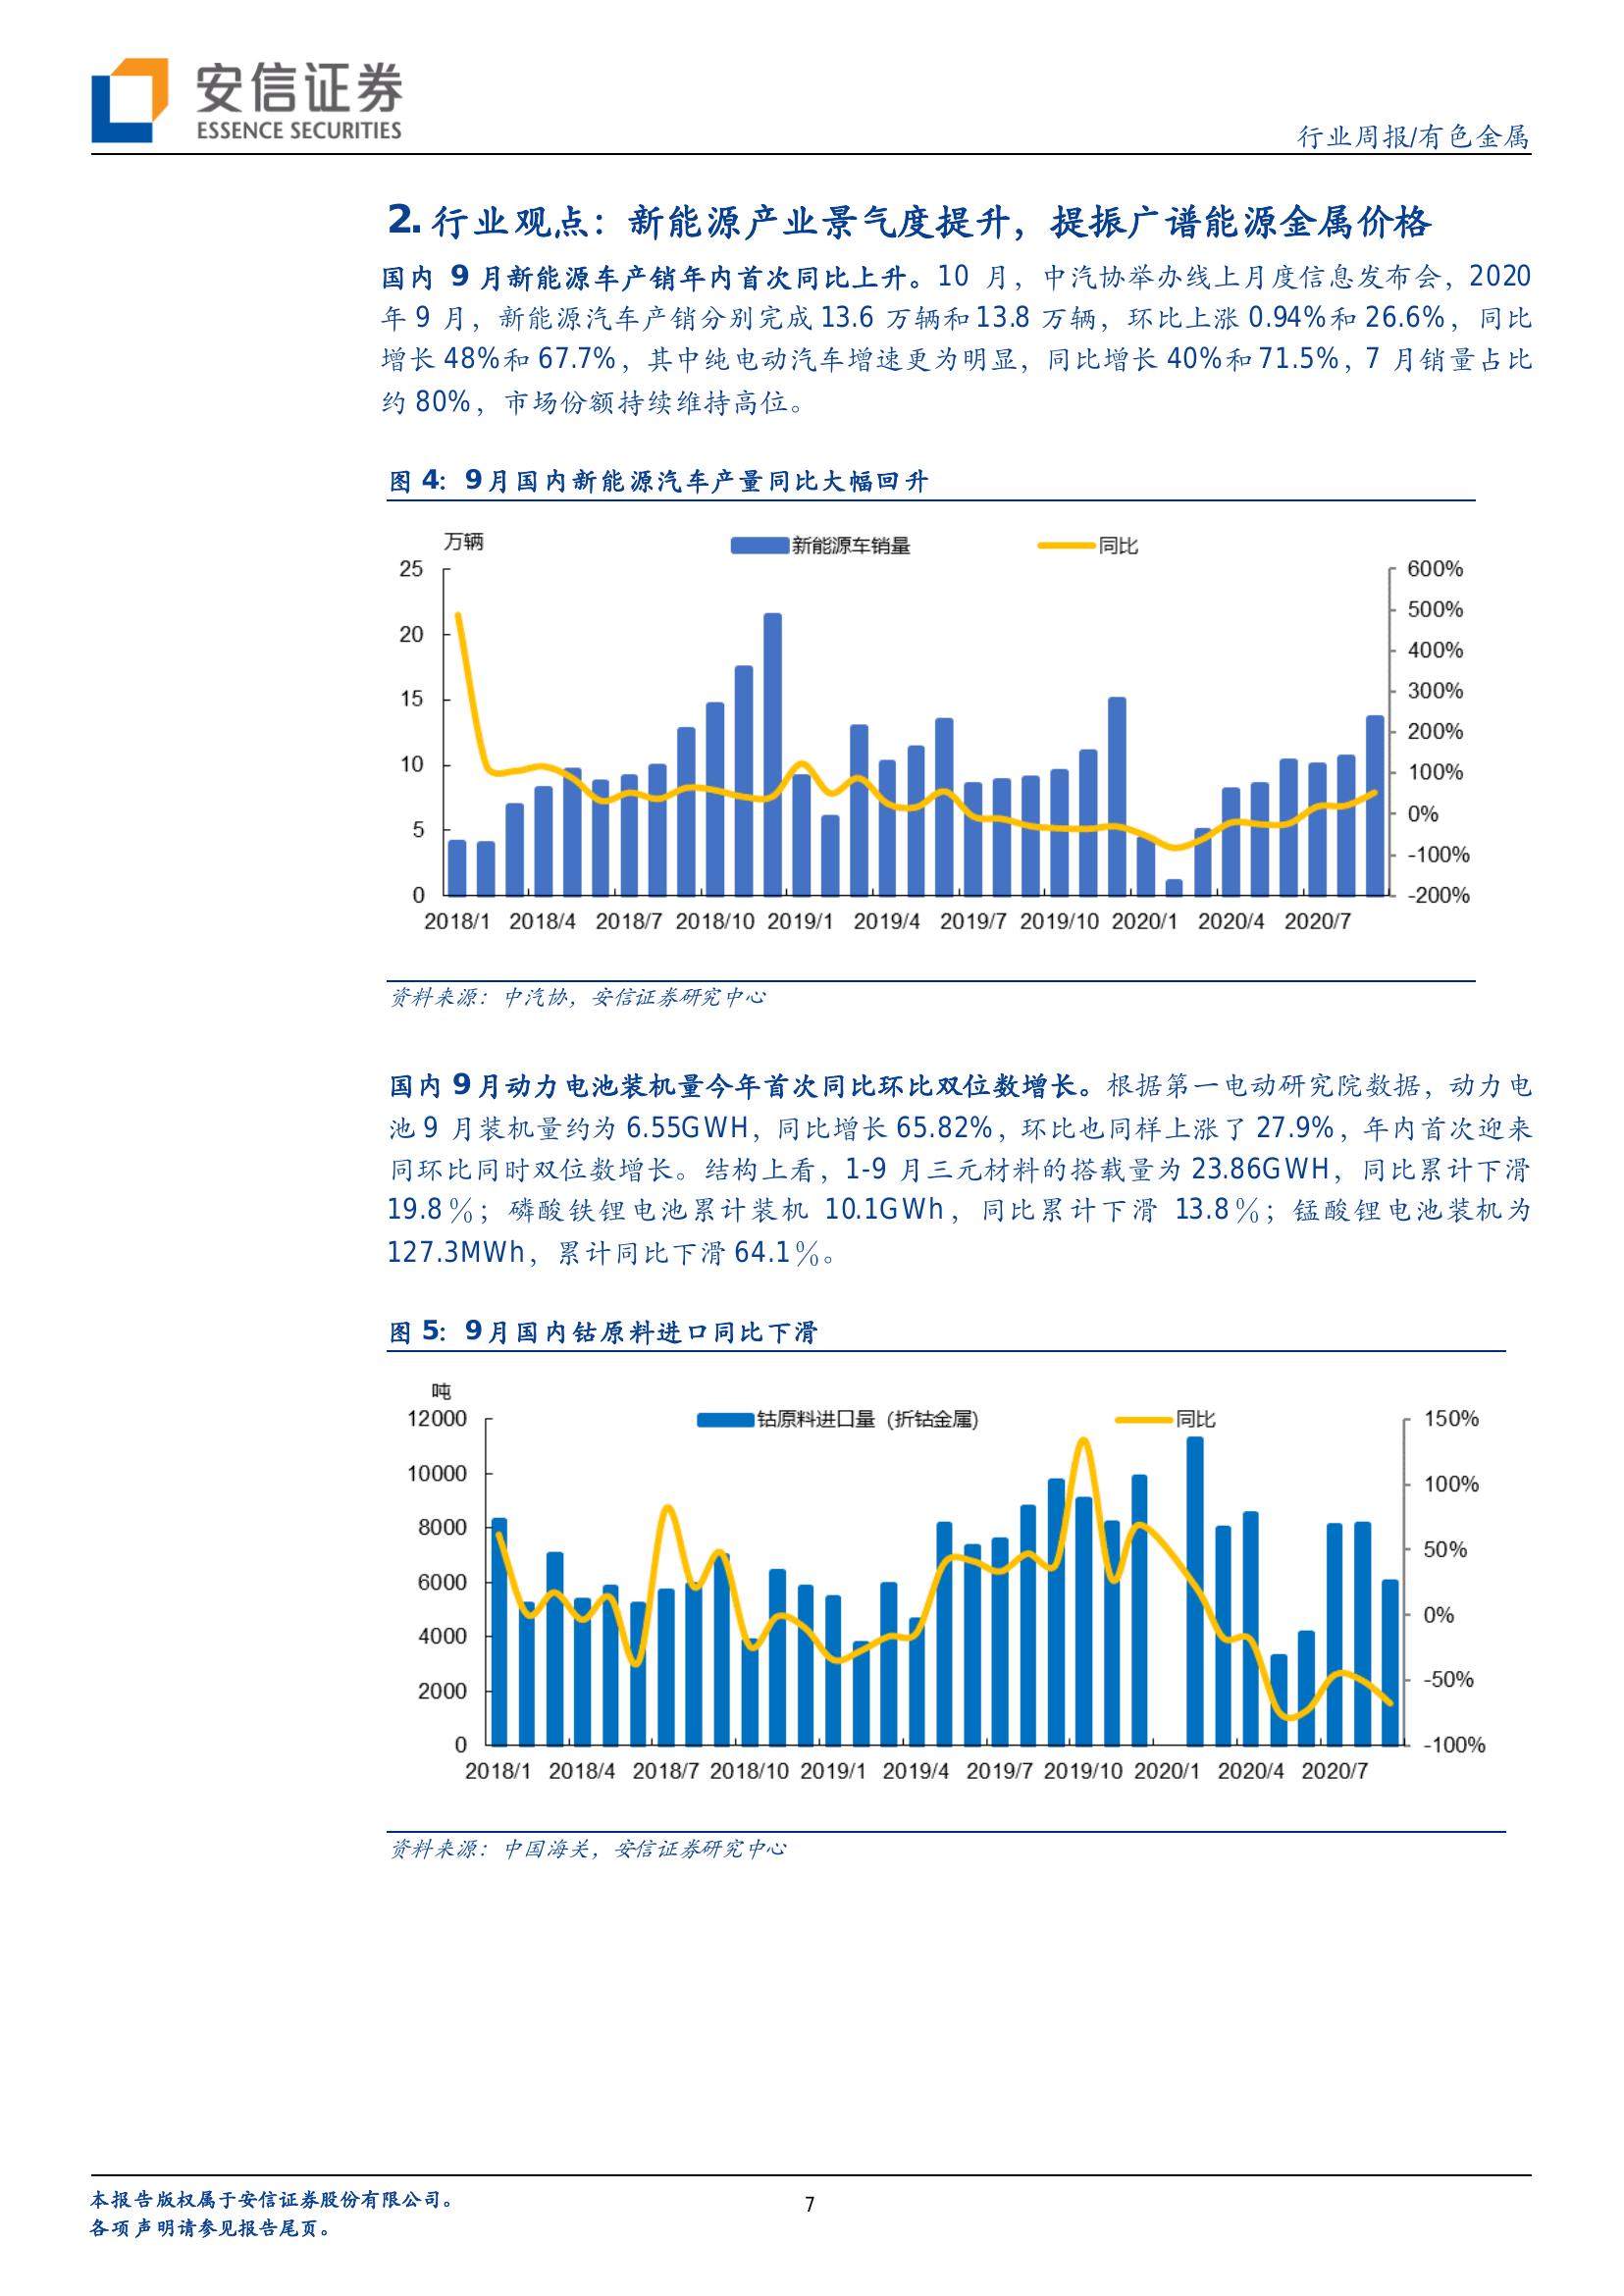 安信证券
ESSENCE SECURITIES
行业周报/有色金属
2. 行业观点：新能源产业景气度提升，提振广谱能源金属价格
国内 9 月新能源车产销年内首次同比上升。10 月，中汽协举办线上月度信息发布会，2020
年 9 月，新能源汽车产销分别完成 13.6 万辆和 13.8 万辆，环比上涨 0.94%和 26.6%，同比
增长 48%和 67.7%，其中纯电动汽车增速更为明显，同比增长 40%和 71.5%，7 月销量占比
约 80%，市场份额持续维持高位。
图 4：9 月国内新能源汽车产量同比大幅回升
万辆
新能源车销量
同比
25
20
15
10
5
0
600%
500%
400%
300%
200%
100%
0%
-100%
-200%
2018/1 2018/4 2018/7 2018/10 2019/1 2019/4 2019/7 2019/10 2020/1 2020/4 2020/7
资料来源：中汽协，安信证券研究中心
国内 9 月动力电池装机量今年首次同比环比双位数增长。根据第一电动研究院数据，动力电
池 9 月装机量约为 6.55GWH，同比增长 65.82%，环比也同样上涨了 27.9%，年内首次迎来
同环比同时双位数增长。结构上看，1-9 月三元材料的搭载量为 23.86GWH，同比累计下滑
19.8％；磷酸铁锂电池累计装机 10.1GWh，同比累计下滑 13.8％；锰酸锂电池装机为
127.3MWh，累计同比下滑 64.1％。
图 5：9 月国内钴原料进口同比下滑
吨
钴原料进口量（折钴金属)
同比
12000
10000
8000
6000
4000
2000
0
150%
100%
50%
0%
-50%
-100%
2018/1 2018/4 2018/7 2018/10 2019/1 2019/4 2019/7 2019/10 2020/1 2020/4 2020/7
资料来源：中国海关，安信证券研究中心
本报告版权属于安信证券股份有限公司。
各项声明请参见报告尾页。
7